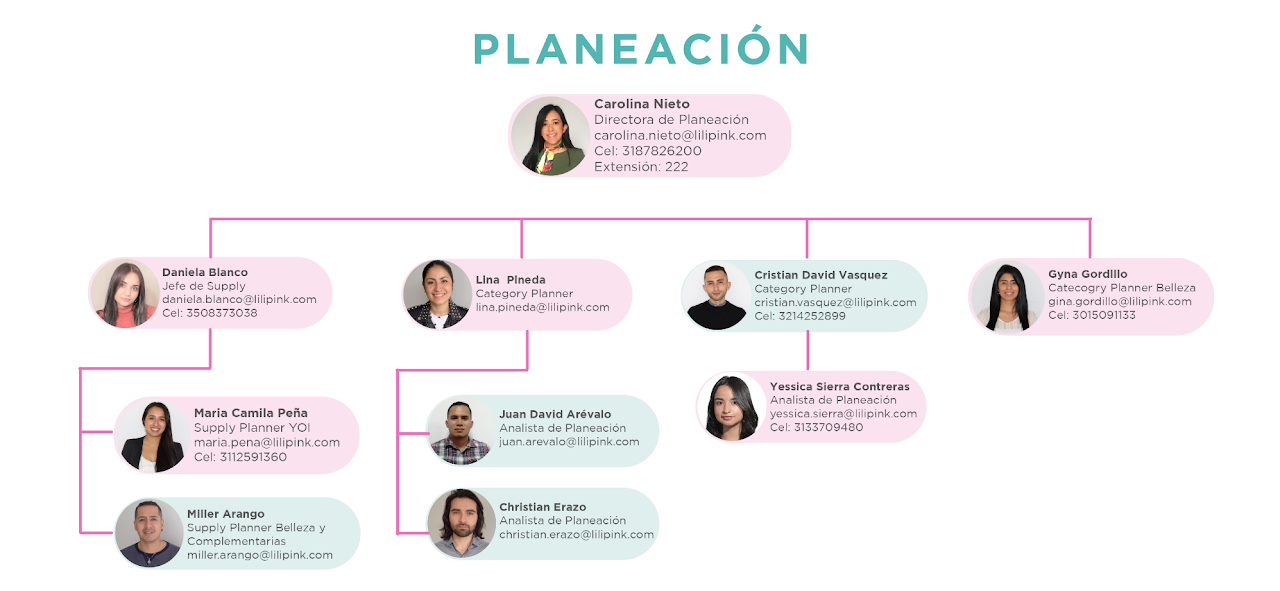 PLANEACIÓN
Carolina Nieto
Directora de Planeación
carolina.nieto@lilipink.com
Cel: 3187826200
Extensión: 222
Daniela Blanco
Jefe de Supply
daniela.blanco@lilipink.com
Cel: 3508373038
Lina Pineda
Category Planner
lina.pineda@lilipink.com
Cristian David Vasquez
Category Planner
cristian.vasquez@lilipink.com
Cel: 3214252899
Gyna Gordillo
Catecogry Planner Belleza
gina.gordillo@lilipink.com
Cel: 3015091133
Maria Camila Peña
Supply Planner YOI
maria.pena@lilipink.com
Cel: 3112591360
Miller Arango
Supply Planner Belleza y
Complementarias
miller.arango@lilipink.com
Juan David Arévalo
Analista de Planeación
juan.arevalo@lilipink.com
Christian Erazo
Analista de Planeación
christian.erazo@lilipink.com
Yessica Sierra Contreras
Analista de Planeación
yessica.sierra@lilipink.com
Cel: 3133709480